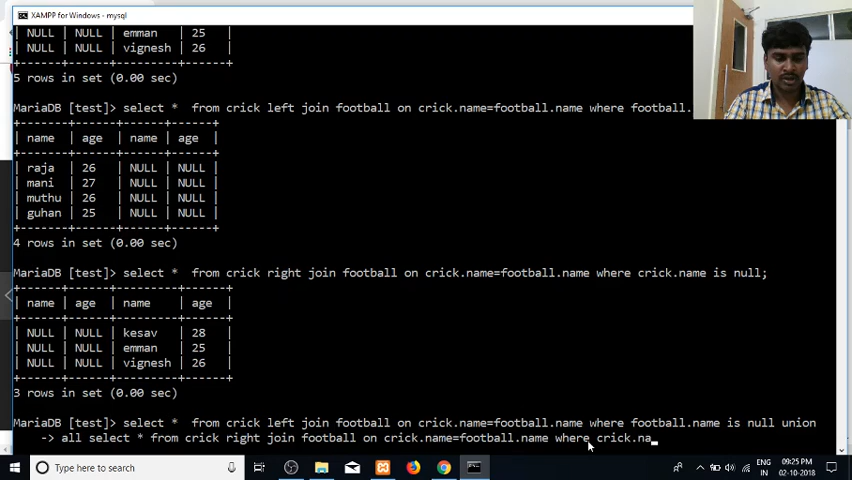 XAMPP for Windows - mysql
| NULL | NULL | emman | 25 |
| NULL | NULL | vignesh | 26 |
+------+------+---------+------+
5 rows in set (0.00 sec)
MariaDB [test]> select *  from crick left join football on crick.name=football.name where football.
+-------+------+------+------+
| name | age | name | age |
+-------+------+------+------+
| raja | 26 | NULL | NULL |
| mani | 27 | NULL | NULL |
| muthu | 26 | NULL | NULL |
| guhan | 25 | NULL | NULL |
+-------+------+------+------+
4 rows in set (0.00 sec)
MariaDB [test]> select *  from crick right join football on crick.name=football.name where crick.name is null;
+------+------+---------+------+
| name | age | name | age |
+------+------+---------+------+
| NULL | NULL | kesav | 28 |
| NULL | NULL | emman | 25 |
| NULL | NULL | vignesh | 26 |
+------+------+---------+------+
3 rows in set (0.00 sec)
MariaDB [test]> select *  from crick left join football on crick.name=football.name where football.name is null union
-> all select * from crick right join football on crick.name=football.name where crick.na_
Type here to search
ENG
IN
09:25 PM
02-10-2018